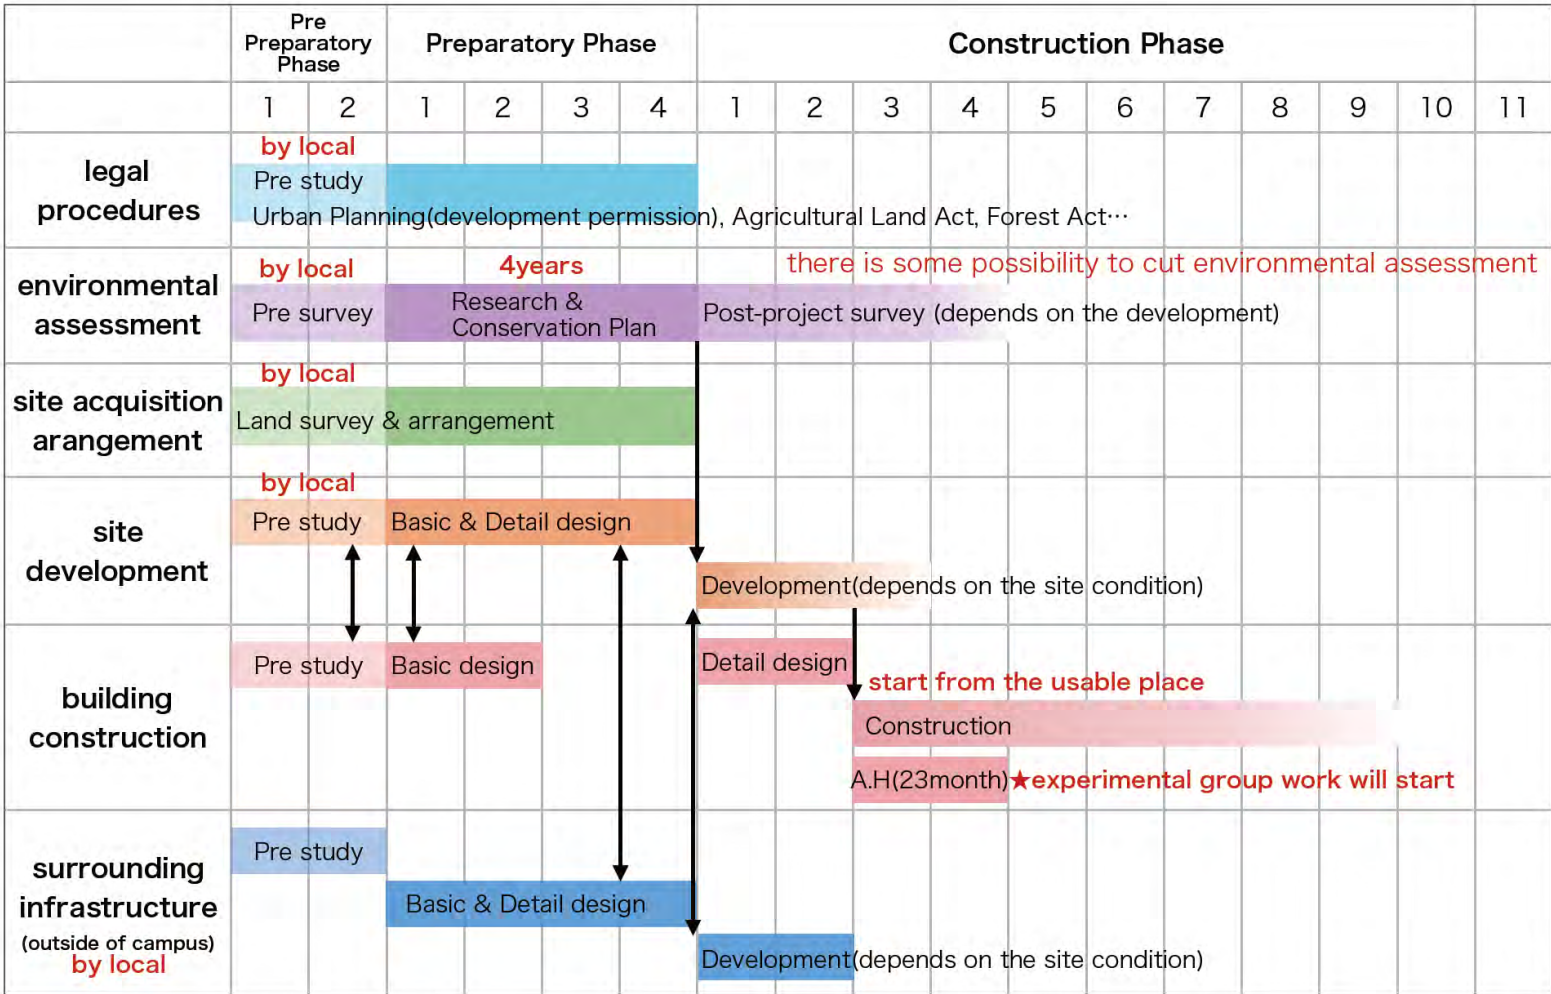 Pre
Preparatory
Phase
Preparatory Phase
Construction Phase
1 2 1 2 3 4 1 2 3 4 5 6 7 8 9 10 11
legal
procedures
by local
Pre study
Urban Planning(development permission), Agricultural Land Act, Forest Act…
environmental
assessment
by local
4years
there is some possibility to cut environmental assessment
Pre survey
Research &
Conservation Plan
Post-project survey (depends on the development)
site acquisition
arangement
by local
Land survey & arrangement
site
development
by local
Pre study
Basic & Detail design
Development(depends on the site condition)
building
construction
Pre study
Basic design
Detail design
start from the usable place
Construction
A.H(23month)★experimental group work will start
surrounding
infrastructure
(outside of campus)
by local
Pre study
Basic & Detail design
Development(depends on the site condition)